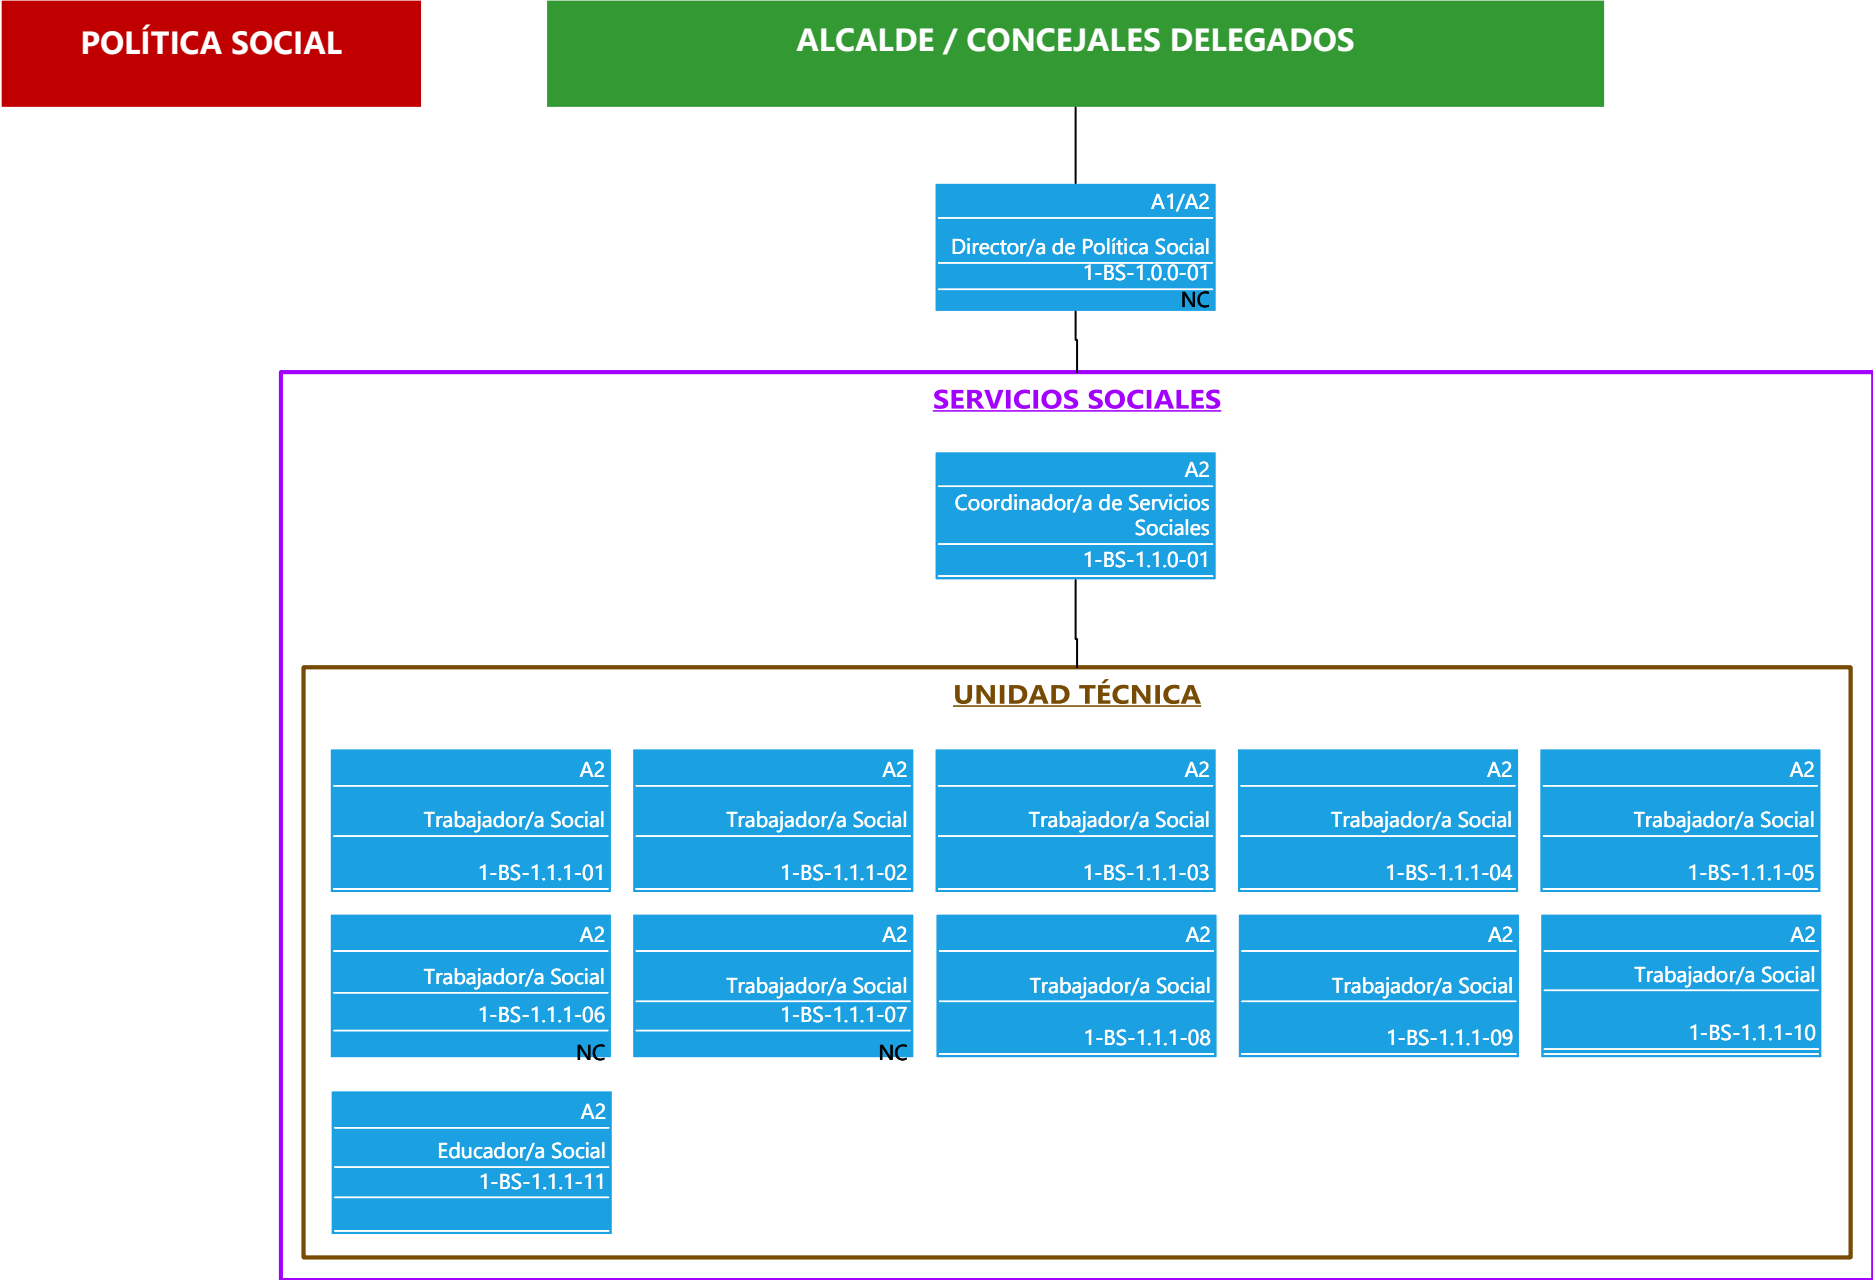 POLÍTICA SOCIAL
ALCALDE / CONCEJALES DELEGADOS
A1/A2
Director/a de Política Social
1-BS-1.0.0-01
NC
SERVICIOS SOCIALES
A2
Coordinador/a de Servicios
Sociales
1-BS-1.1.0-01
UNIDAD TÉCNICA
A2
Trabajador/a Social
1-BS-1.1.1-01
A2
Trabajador/a Social
1-BS-1.1.1-02
A2
Trabajador/a Social
1-BS-1.1.1-03
A2
Trabajador/a Social
1-BS-1.1.1-04
A2
Trabajador/a Social
1-BS-1.1.1-05
A2
Trabajador/a Social
1-BS-1.1.1-06
NC
A2
Trabajador/a Social
1-BS-1.1.1-07
NC
A2
Trabajador/a Social
1-BS-1.1.1-08
A2
Trabajador/a Social
1-BS-1.1.1-09
A2
Trabajador/a Social
1-BS-1.1.1-10
A2
Educador/a Social
1-BS-1.1.1-11